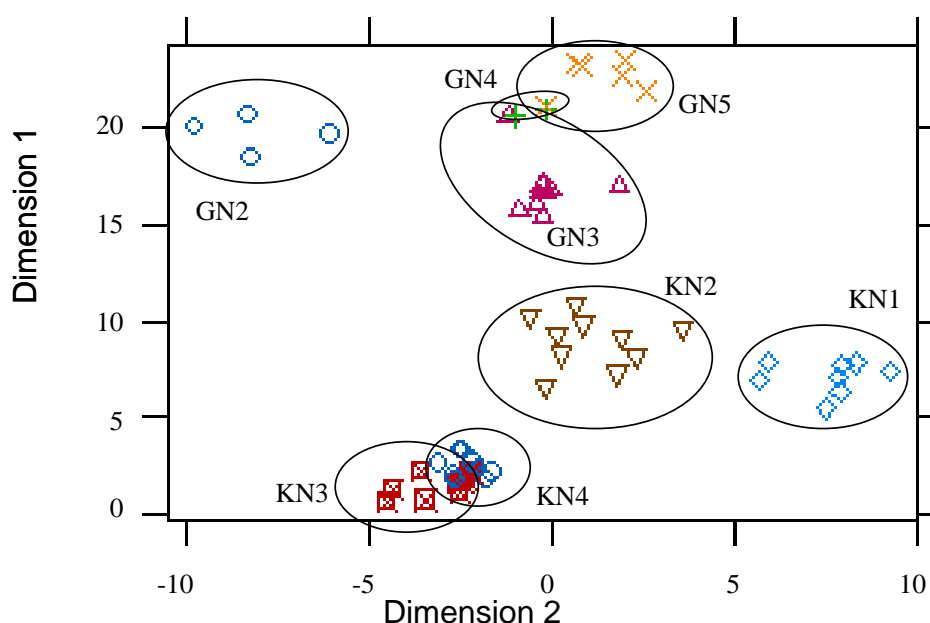 GN4
GN5
20
GN2
15
GN3
Dimension 1
KN2
KN1
10
5
KN3
KN4
0
-10 -5 0 5 10
Dimension 2